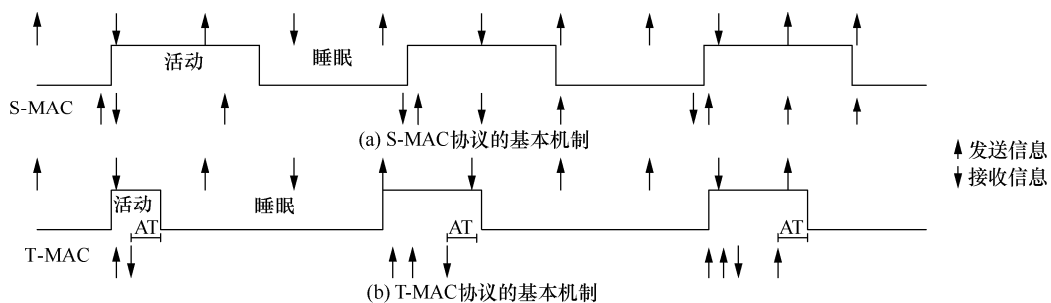 活动
睡眠
S-MAC
(a) S-MAC协议的基本机制
发送信息
接收信息
活动
睡眠
AT
AT
AT
T-MAC
(b) T-MAC协议的基本机制